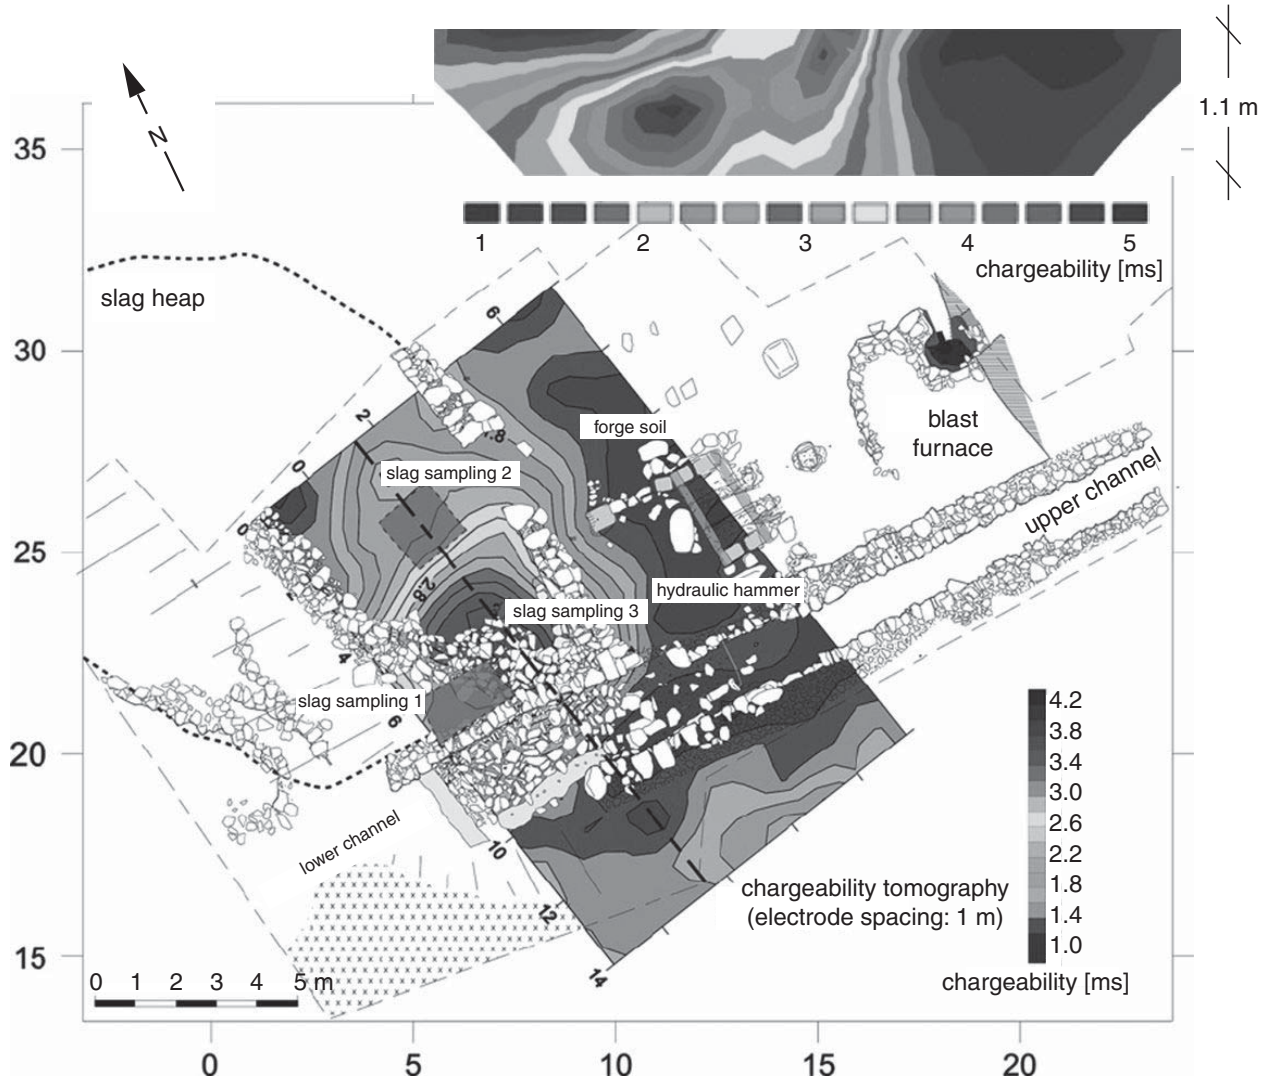 N
1.1 m
35
1 2 3 4 5
chargeability [ms]
slag heap
30
6
2
0
0
.8
forge soil
blast
furnace
slag sampling 2
upper channel
25
2.8
hydraulic hammer
slag sampling 3
4
slag sampling 1
6
20
4.2
3.8
3.4
3.0
2.6
2.2
1.8
1.4
1.0
chargeability [ms]
lower channel
10
chargeability tomography
(electrode spacing: 1 m)
12
14
15
0 1 2 3 4 5 m
0 5 10 15 20